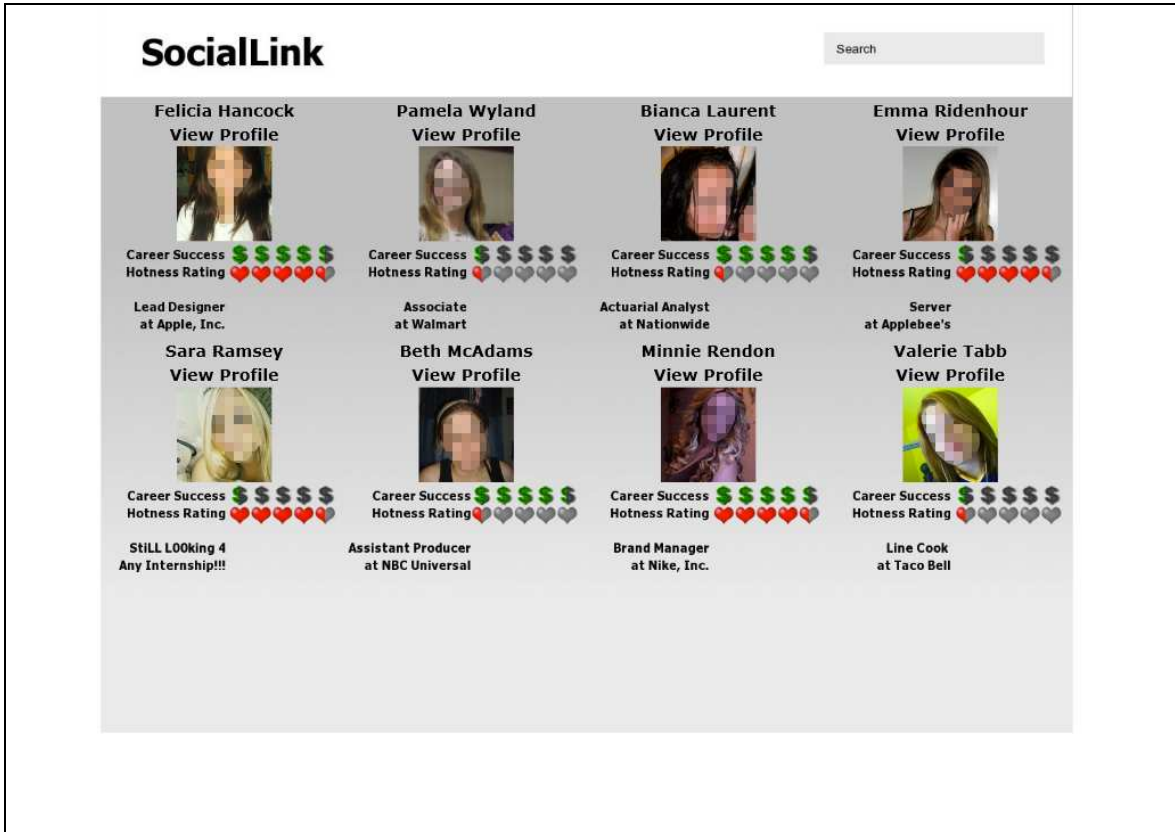 SocialLink
Search
Felicia Hancock
View Profile
Career Success
Hotness Rating
Lead Designer
at Apple, Inc.
Pamela Wyland
View Profile
Career Success
Hotness Rating
Associate
at Walmart
Bianca Laurent
View Profile
Career Success
Hotness Rating
Actuarial Analyst
at Nationwide
Emma Ridenhour
View Profile
Career Success
Hotness Rating
Server
at Applebee's
Sara Ramsey
View Profile
Career Success
Hotness Rating
StiLL L00king 4
Any Internship!!!
Beth McAdams
View Profile
Career Success
Hotness Rating
Assistant Producer
at NBC Universal
Minnie Rendon
View Profile
Career Success
Hotness Rating
Brand Manager
at Nike, Inc.
Valerie Tabb
View Profile
Career Success
Hotness Rating
Line Cook
at Taco Bell